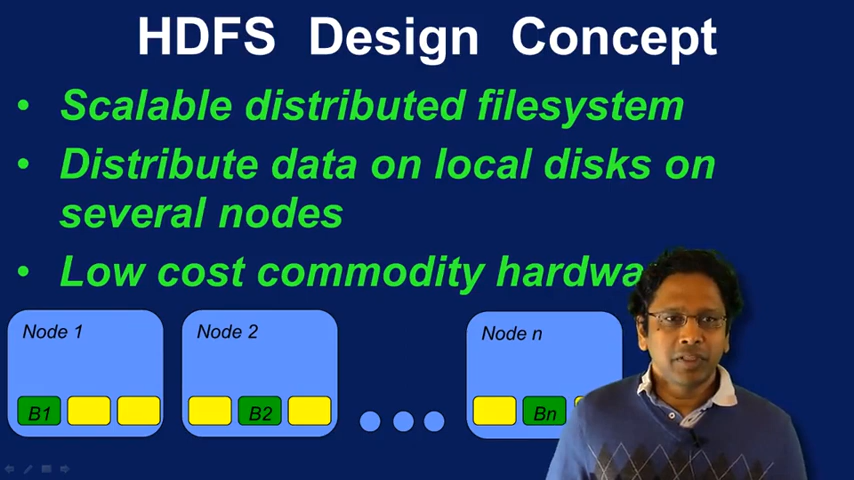 HDFS Design Concept
• Scalable distributed filesystem
• Distribute data on local disks on
several nodes
• Low cost commodity
Node 1
Node 2
Node n
B1
B2
Bn